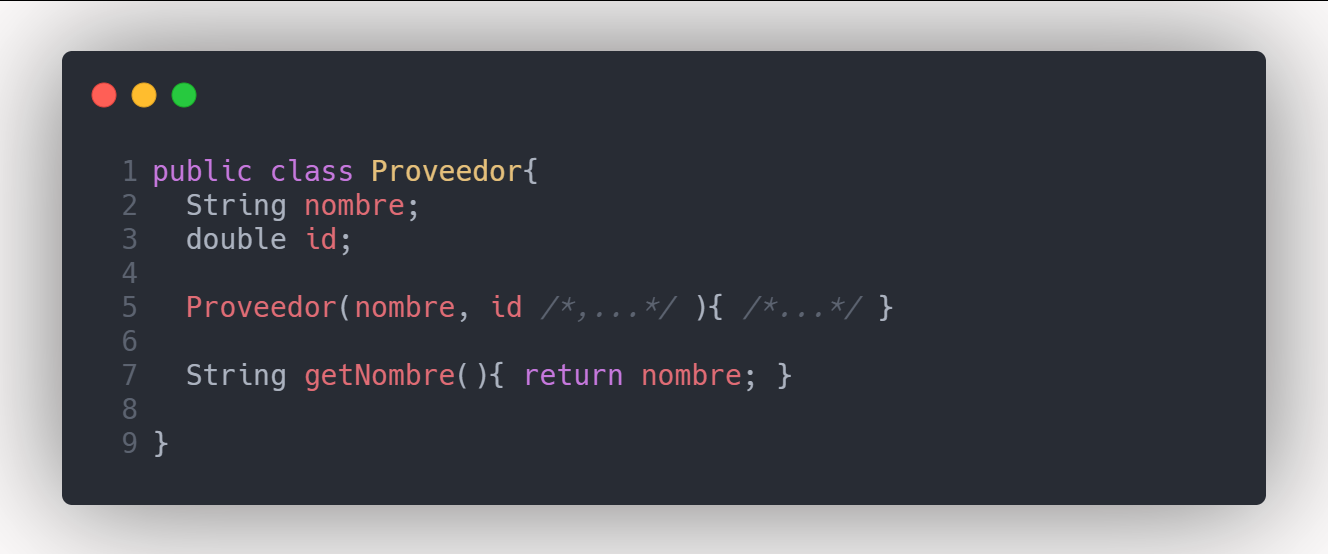 1 public class Proveedor{
2   String nombre;
3   double id;
4
5   Proveedor(nombre, id /*,...*/ ){ /*...*/ }
6
7   String getNombre(){ return nombre; }
8
9 }